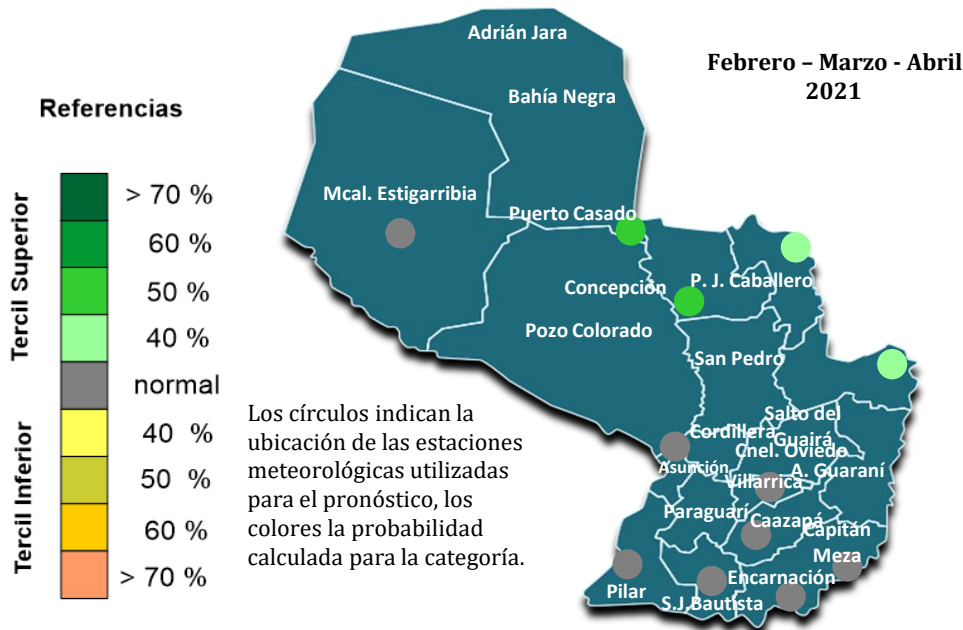 Adrián Jara
Febrero – Marzo - Abril
2021
Bahía Negra
Referencias
Tercil Superior
> 70 %
60 %
50 %
40 %
normal
Tercil Inferior
40 %
50 %
60 %
> 70 %
Mcal. Estigarribia
Puerto Casado
Concepción
P. J. Caballero
Pozo Colorado
San Pedro
Salto del
Guairá
Cordillera
Cnel. Oviedo
Asunción
A. Guaraní
Villarrica
Paraguarí
Caazapá
Capitán
Meza
Encarnación
Pilar
S.J.Bautista
Los círculos indican la
ubicación de las estaciones
meteorológicas utilizadas
para el pronóstico, los
colores la probabilidad
calculada para la categoría.